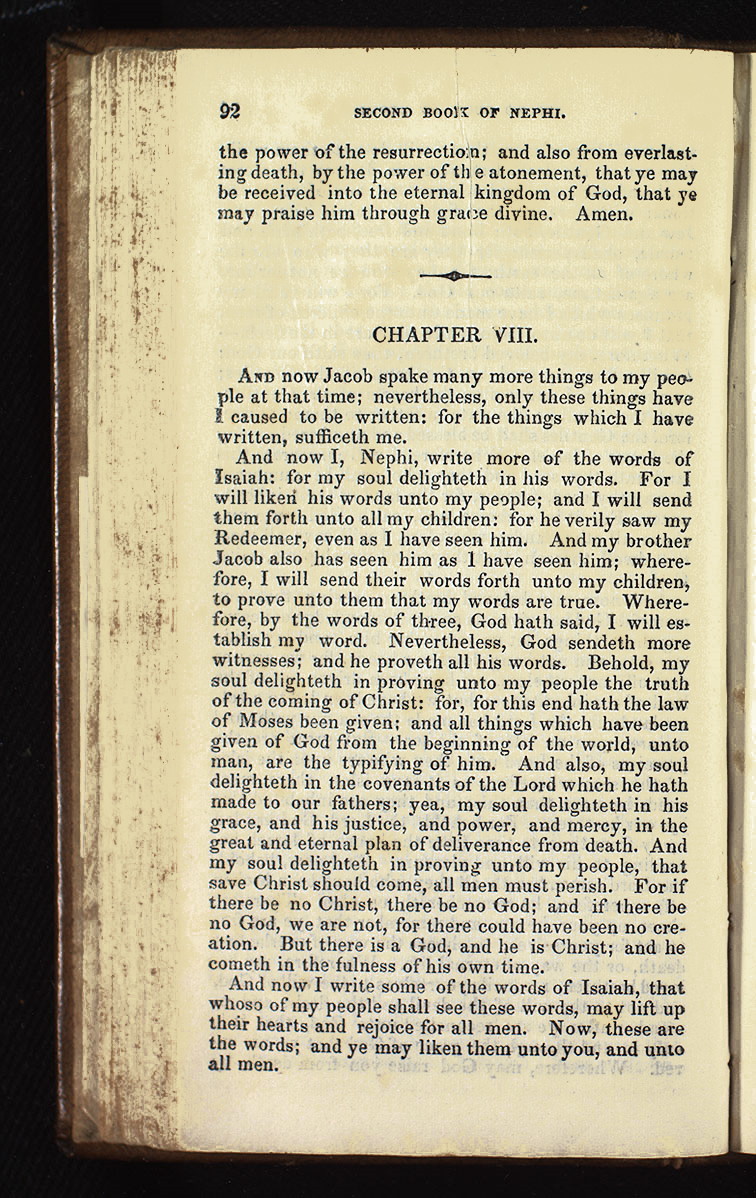 92 SECOND BOOK OF NEPHI.
the power of the resurrection; and also from everlast-
ing death, by the power of the atonement, that ye may
be received into the eternal kingdom of God, that ye
may praise him through grace divine. Amen.
CHAPTER VIII.
And now Jacob spake many more things to my peo-
ple at that time; nevertheless, only these things have
I caused to be written: for the things which I have
written, sufficeth me.
And now I, Nephi, write more of the words of
Isaiah: for my soul delighteth in his words. For I
will liken his words unto my people; and I will send
them forth unto all my children: for he verily saw my
Redeemer, even as I have seen him. And my brother
Jacob also has seen him as I have seen him; where-
fore, I will send their words forth unto my children,
to prove unto them that my words are true. Where-
fore, by the words of three, God hath said, I will es-
tablish my word. Nevertheless, God sendeth more
witnesses; and he proveth all his words. Behold, my
soul delighteth in proving unto my people the truth
of the coming of Christ: for, for this end hath the law
of Moses been given; and all things which have been
given of God from the beginning of the world, unto
man, are the typifying of him. And also, my soul
delighteth in the covenants of the Lord which he hath
made to our fathers; yea, my soul delighteth in his
grace, and his justice, and power, and mercy, in the
great and eternal plan of deliverance from death. And
my soul delighteth in proving unto my people, that
save Christ should come, all men must perish. For if
there be no Christ, there be no God; and if there be
no God, we are not, for there could have been no cre-
ation. But there is a God, and he is Christ; and he
cometh in the fulness of his own time.
And now I write some of the words of Isaiah, that
whoso of my people shall see these words, may lift up
their hearts and rejoice for all men. Now, these are
the words; and ye may liken them unto you, and unto
all men.